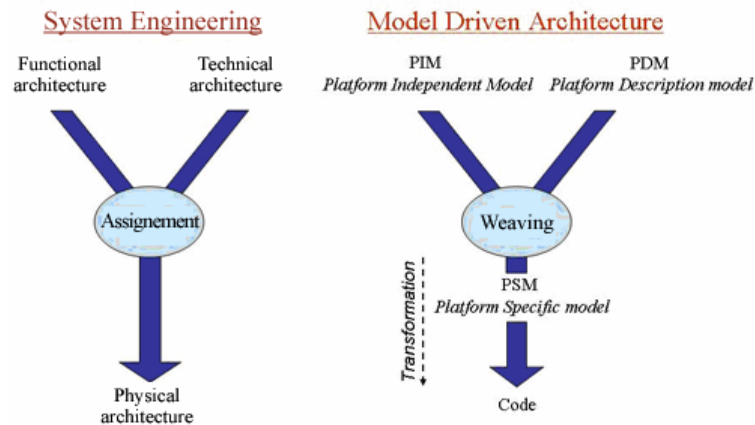 System Engineering
Functional
architecture
Technical
architecture
Assignement
Physical
architecture
Model Driven Architecture
PIM
Platform Independent Model
PDM
Platform Description model
Weaving
Transformation
PSM
Platform Specific model
Code